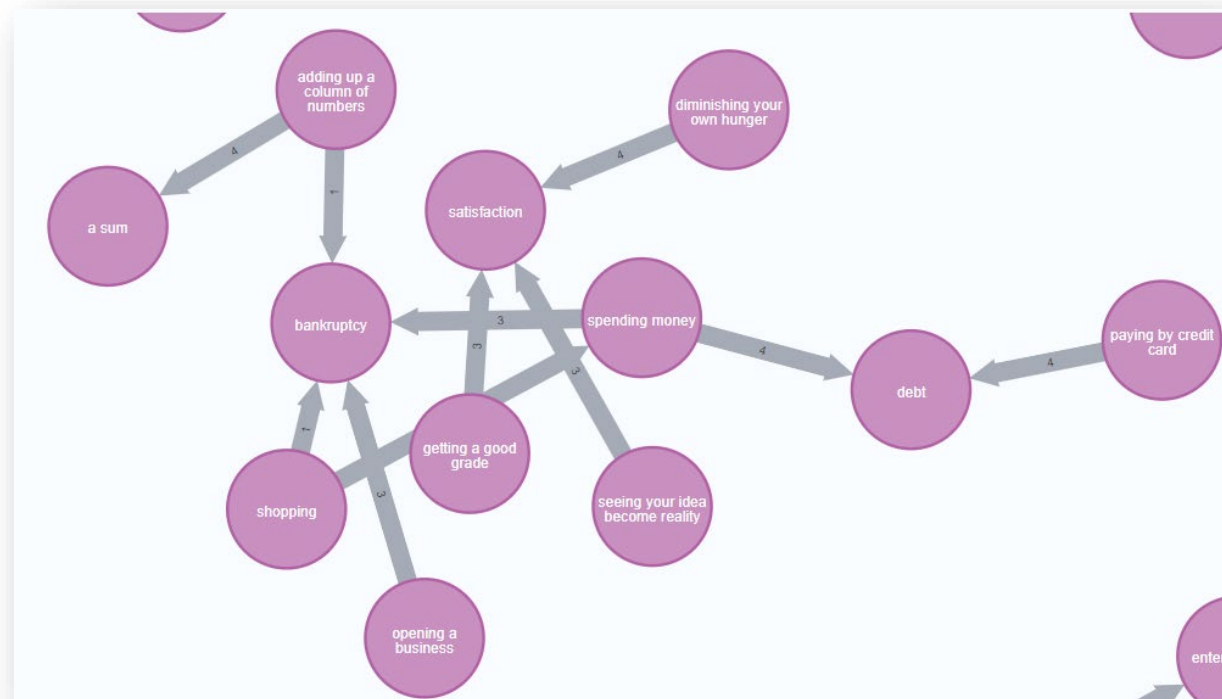 adding up a
column of
numbers
diminishing your
own hunger
4
4
1
satisfaction
a sum
bankruptcy
3
spending money
paying by credit
card
3
4
4
3
debt
1
getting a good
grade
3
shopping
seeing your idea
become reality
opening a
business